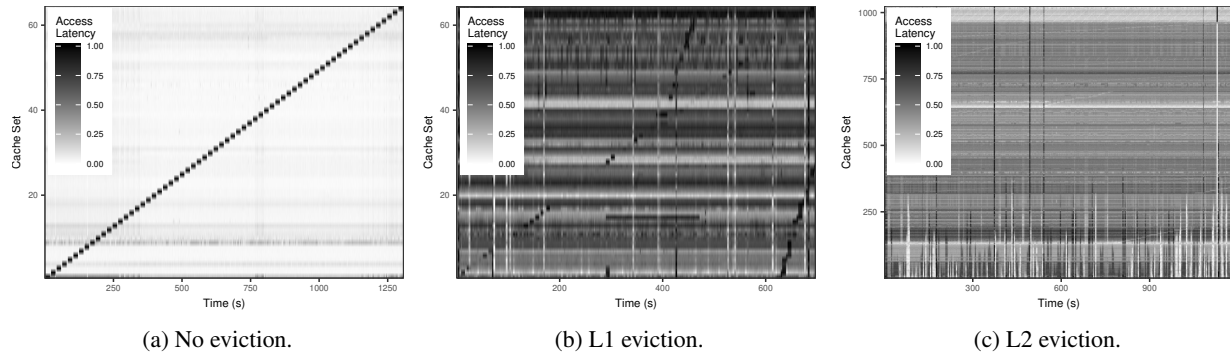 Access
Latency
1.00
0.75
0.50
0.25
0.00
60
40
20
Cache Set
250 500 750 1000 1250
Time (s)
(a) No eviction.
Access
Latency
1.00
0.75
0.50
0.25
0.00
60
40
20
Cache Set
200 400 600
Time (s)
(b) L1 eviction.
Access
Latency
1.00
0.75
0.50
0.25
0.00
1000
750
500
250
Cache Set
300 600 900
Time (s)
(c) L2 eviction.